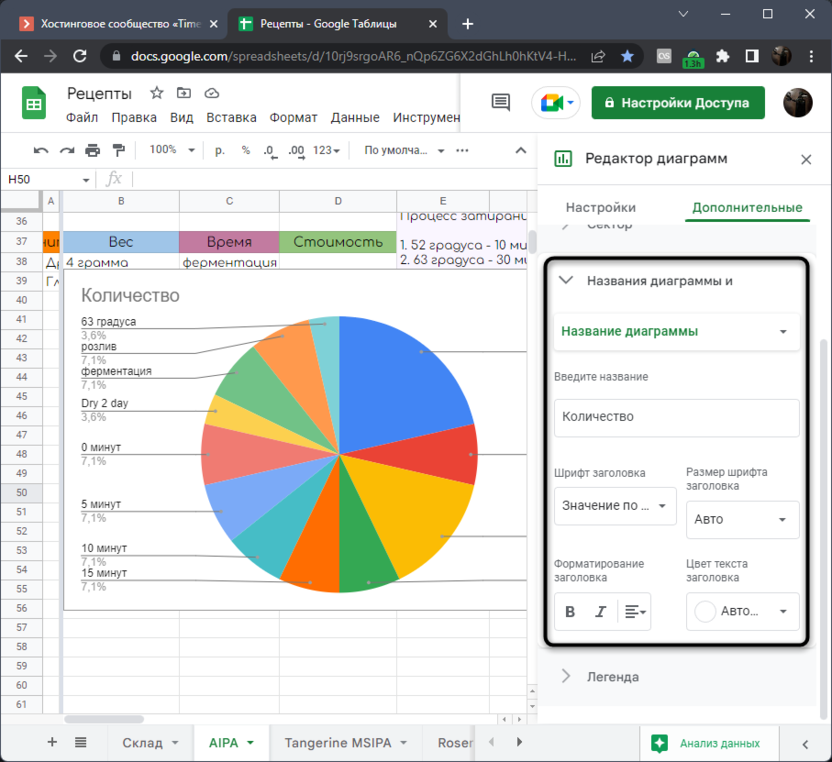 Хостинговое сообщество «Time
Рецепты - Google Таблицы
docs.google.com/spreadsheets/d/10rj9srgoAR6_nQp6ZG6X2dGhLh0hKtV4-H...
13h
Рецепты
Файл Правка Вид Вставка Формат Данные Инструмен
Настройки Доступа
100% р. % .0 .00 123 По умолча... ...
H50 fx
A B C D E
36 Процесс затирани
37 Вес Время Стоимость 1. 52 градуса - 10 ми
38 4 грамма ферментация 2. 63 градуса - 30 м
39
40
41
42
43
44
45
46
47
48
49
50
51
52
53
54
55
56
57
58
59
60
61
Количество
63 градуса
3,6%
розлив
7,1%
ферментация
7,1%
Dry 2 day
3,6%
0 минут
7,1%
5 минут
7,1%
10 минут
7,1%
15 минут
7,1%
Редактор диаграмм
Настройки Дополнительные
Сектор
Названия диаграммы и
Название диаграммы
Введите название
Количество
Шрифт заголовка
Значение по ...
Размер шрифта
заголовка
Авто
Форматирование
заголовка
B I
Цвет текста
заголовка
Авто...
Легенда
Склад AIPA Tangerine MSIPA Roser
Анализ данных